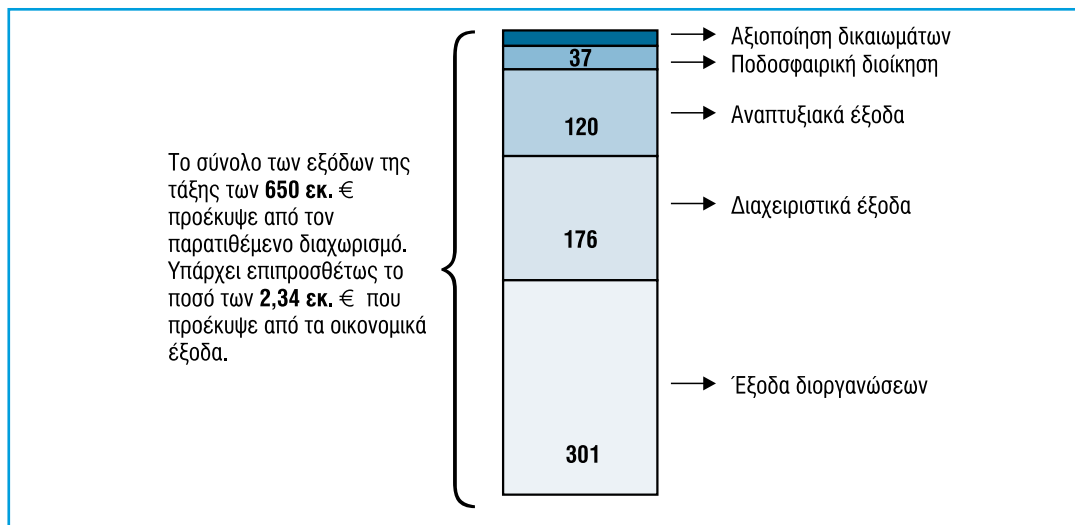 Το σύνολο των εξόδων της
τάξης των 650 εκ. €
προέκυψε από τον
παρατιθέμενο διαχωρισμό.
Υπάρχει επιπροσθέτως το
ποσό των 2,34 εκ. € που
προέκυψε από τα οικονομικά
έξοδα.
Αξιοποίηση δικαιωμάτων
37
Ποδοσφαιρική διοίκηση
120
Αναπτυξιακά έξοδα
176
Διαχειριστικά έξοδα
301
Έξοδα διοργανώσεων